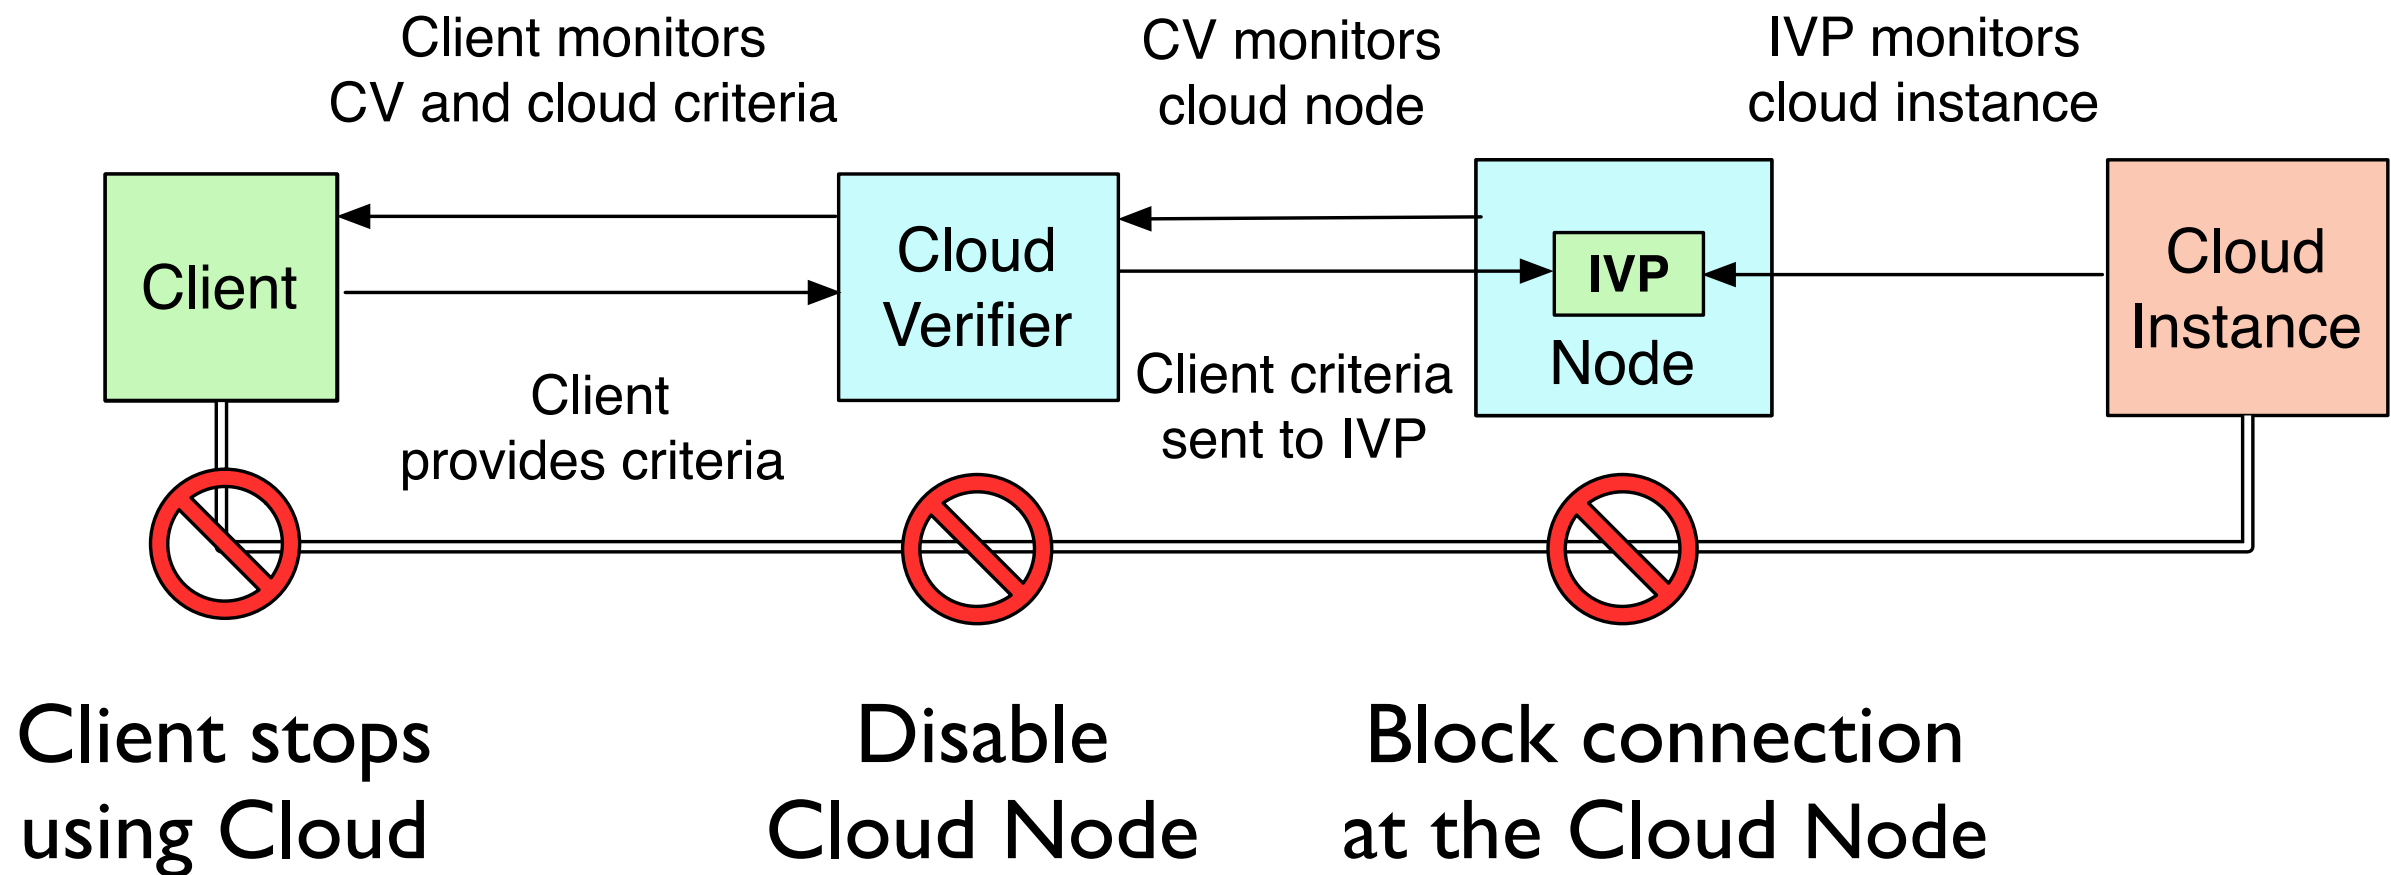 Client monitors
CV and cloud criteria
CV monitors
cloud node
IVP monitors
cloud instance
Client
Cloud
Verifier
IVP
Node
Cloud
Instance
Client
provides criteria
Client criteria
sent to IVP
Client stops
using Cloud
Disable
Cloud Node
Block connection
at the Cloud Node